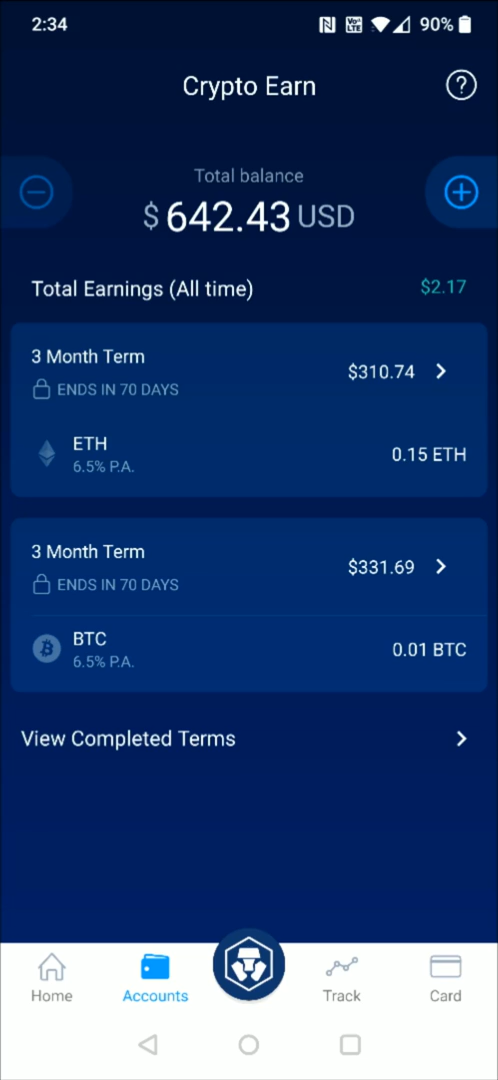 2:34
Vo) LTE
90%
Crypto Earn
?
Total balance
$ 642.43 USD
Total Earnings (All time) $2.17
3 Month Term
$310.74
ENDS IN 70 DAYS
ETH
0.15 ETH
6.5% P.A.
3 Month Term
$331.69
ENDS IN 70 DAYS
BTC
0.01 BTC
6.5% P.A.
View Completed Terms
Home Accounts Track Card